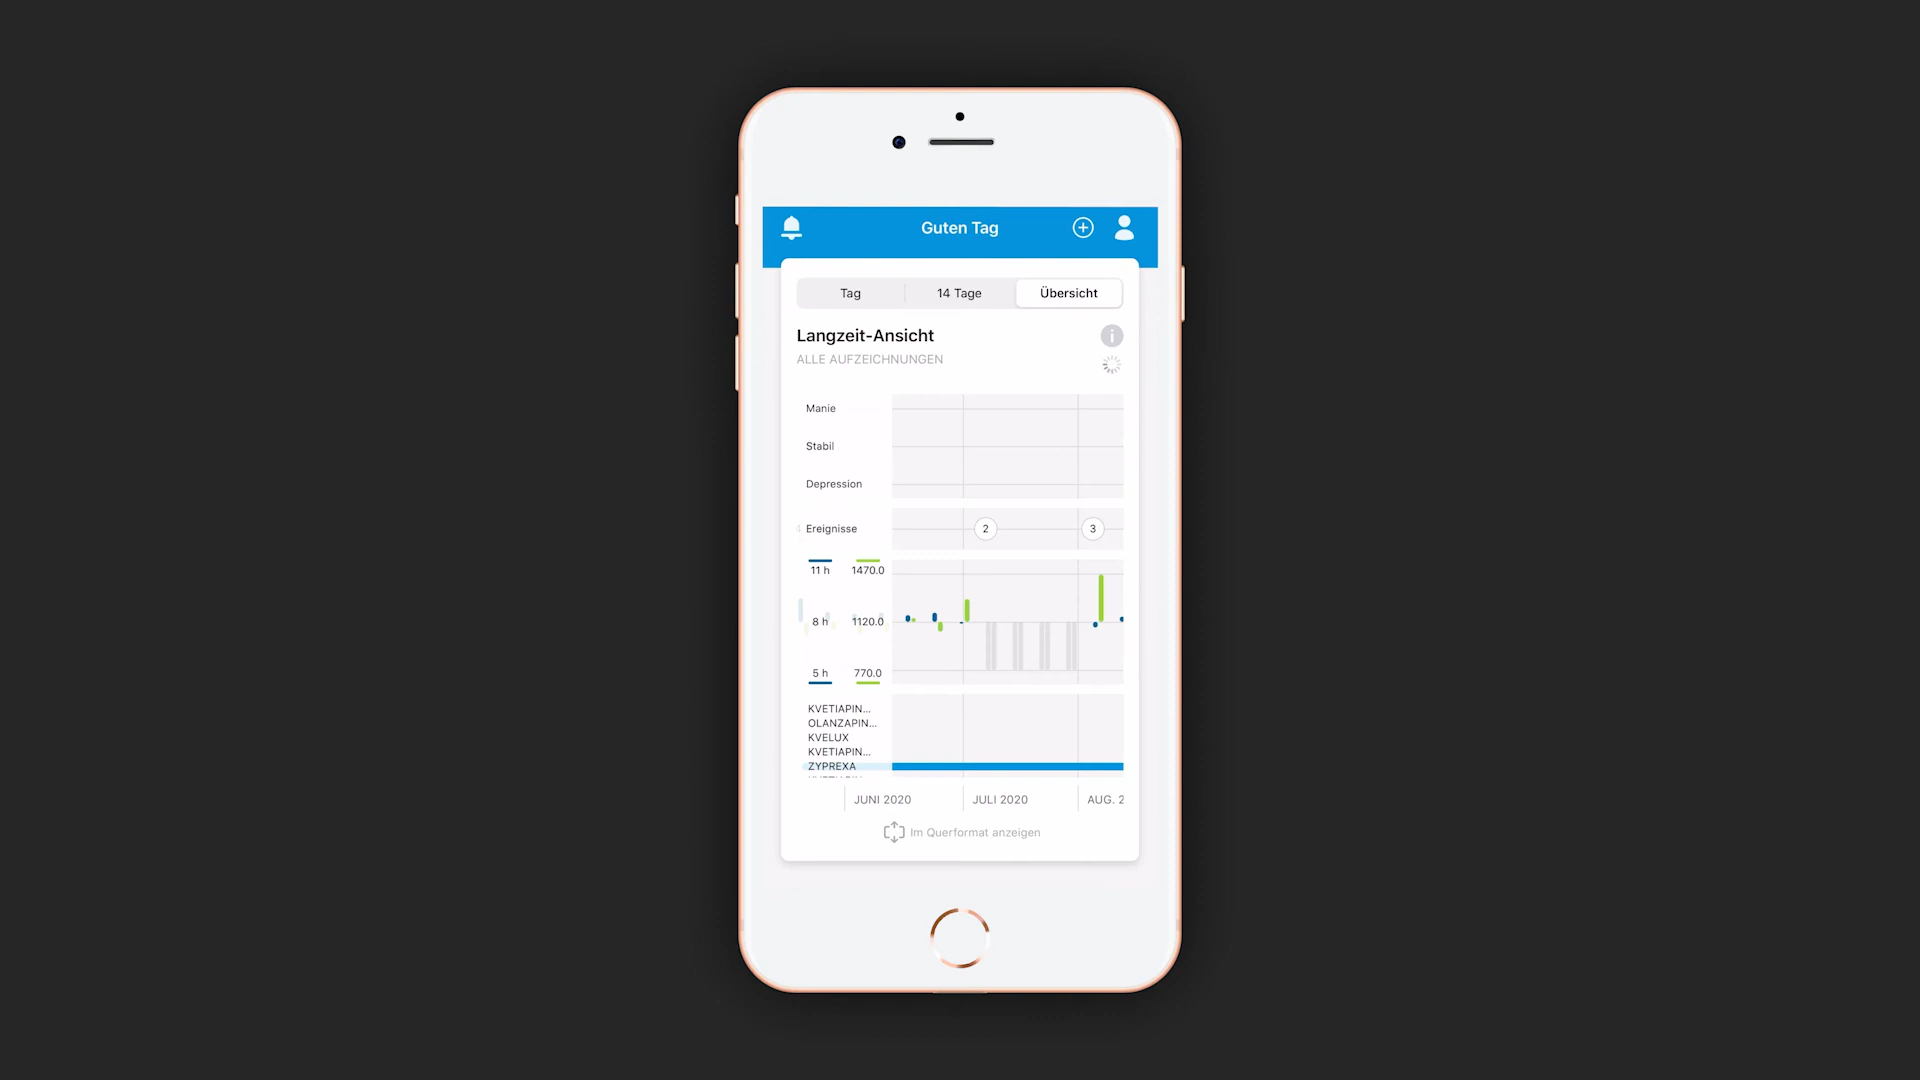 Guten Tag
Tag 14 Tage Übersicht
Langzeit-Ansicht
ALLE AUFZEICHNUNGEN
Manie
Stabil
Depression
4 Ereignisse 2 3
11 h 1470.0
8 h 1120.0
5 h 770.0
KVETIAPIN...
OLANZAPIN...
KVELUX
KVETIAPIN...
ZYPREXA
JUNI 2020 JULI 2020 AUG. 2
Im Querformat anzeigen